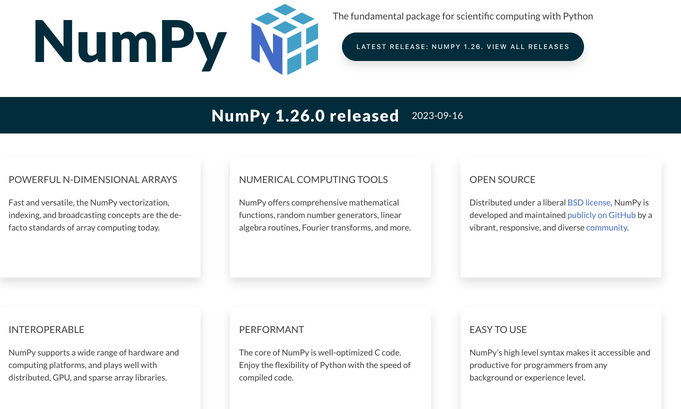 NumPy
The fundamental package for scientific computing with Python
LATEST RELEASE: NUMPY 1.26. VIEW ALL RELEASES
NumPy 1.26.0 released 2023-09-16
POWERFUL N-DIMENSIONAL ARRAYS
Fast and versatile, the NumPy vectorization,
indexing, and broadcasting concepts are the de-
facto standards of array computing today.
NUMERICAL COMPUTING TOOLS
NumPy offers comprehensive mathematical
functions, random number generators, linear
algebra routines, Fourier transforms, and more.
OPEN SOURCE
Distributed under a liberal BSD license, NumPy is
developed and maintained publicly on GitHub by a
vibrant, responsive, and diverse community.
INTEROPERABLE
NumPy supports a wide range of hardware and
computing platforms, and plays well with
distributed, GPU, and sparse array libraries.
PERFORMANT
The core of NumPy is well-optimized C code.
Enjoy the flexibility of Python with the speed of
compiled code.
EASY TO USE
NumPy's high level syntax makes it accessible and
productive for programmers from any
background or experience level.